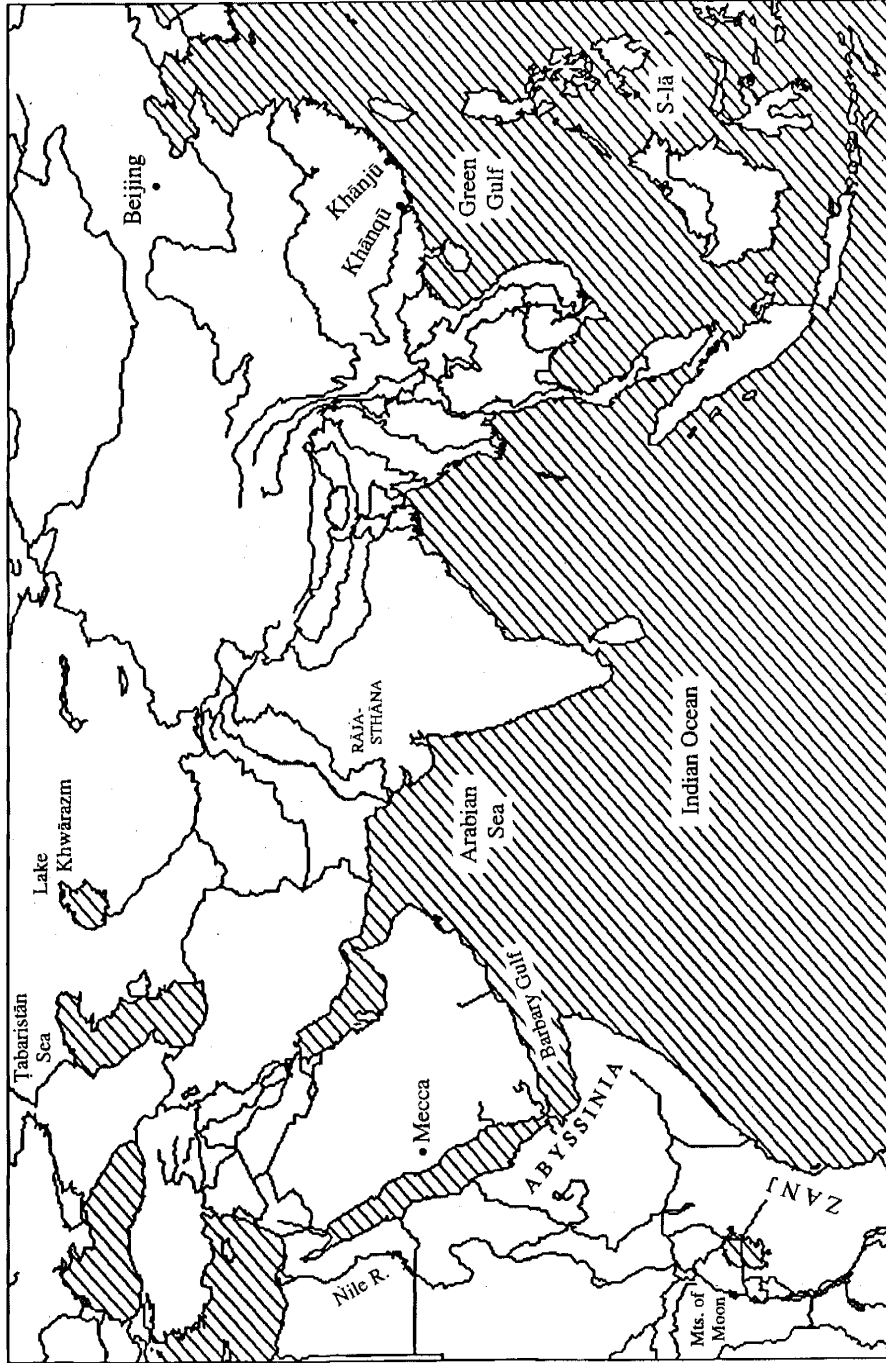 Ṭabaristān
Sea
Lake
Khwārazm
Beijing
Khānjū
Khānqū
Green
Gulf
S-lā
RĀJA-
STHĀNA
Arabian
Sea
Indian Ocean
Barbary Gulf
Mecca
ABYSSINIA
Nile R.
ZANJ
Mts. of
Moon